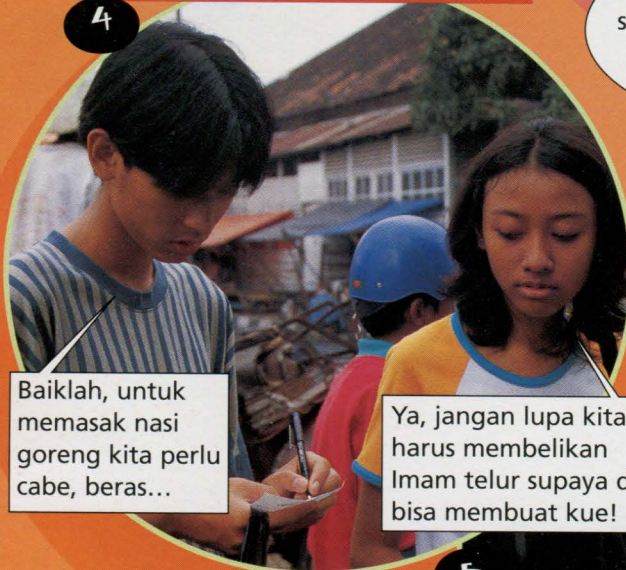 4
Baiklah, untuk
memasak nasi
goreng kita perlu
cabe, beras...
Ya, jangan lupa kita
harus membelikan
Imam telur supaya
bisa membuat kue!